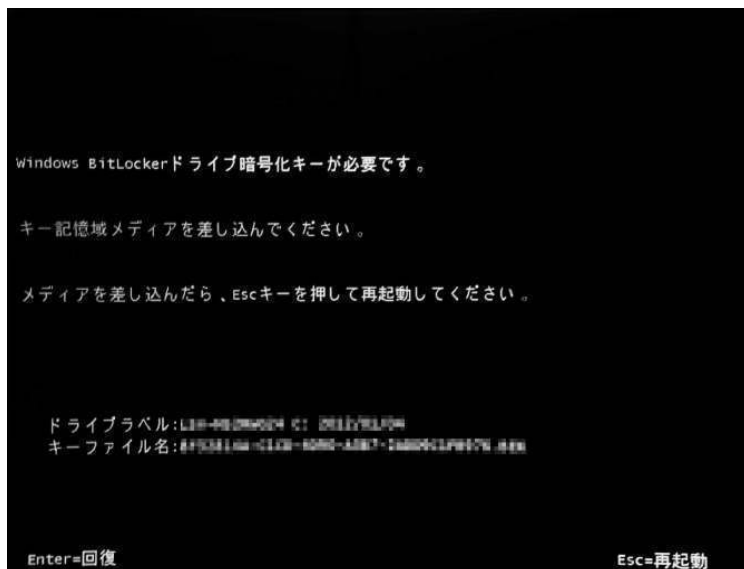 Windows BitLockerドライブ暗号化キーが必要です。
キー記憶域メディアを差し込んでください。
メディアを差し込んだら、Escキーを押して再起動してください。
ドライブラベル:
キーファイル名:
Enter=回復
Esc=再起動